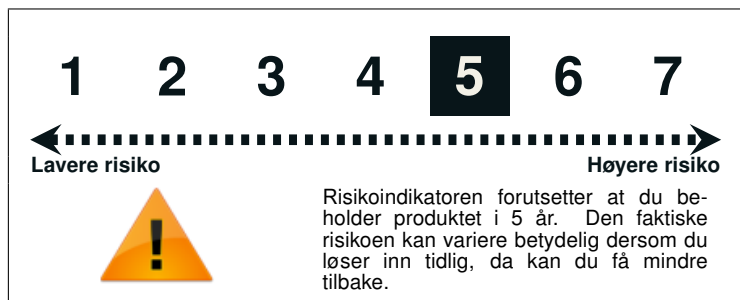 1 2 3 4 5 6 7
Lavere risiko Høyere risiko
Risikoindikatoren forutsetter at du be-
holder produktet i 5 år. Den faktiske
risikoen kan variere betydelig dersom du
løser inn tidlig, da kan du få mindre
tilbake.